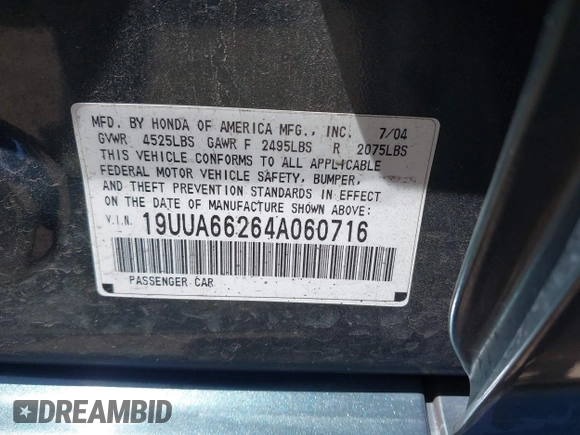 MFD. BY HONDA OF AMERICA MFG., INC. 7/04
GVWR 4525LBS GAWR F 2495LBS R 2075LBS
THIS VEHICLE CONFORMS TO ALL APPLICABLE
FEDERAL MOTOR VEHICLE SAFETY, BUMPER,
AND THEFT PREVENTION STANDARDS IN EFFECT
ON THE DATE OF MANUFACTURE SHOWN ABOVE:
V.I.N. 19UUA66264A060716
PASSENGER CAR
DREAMBID